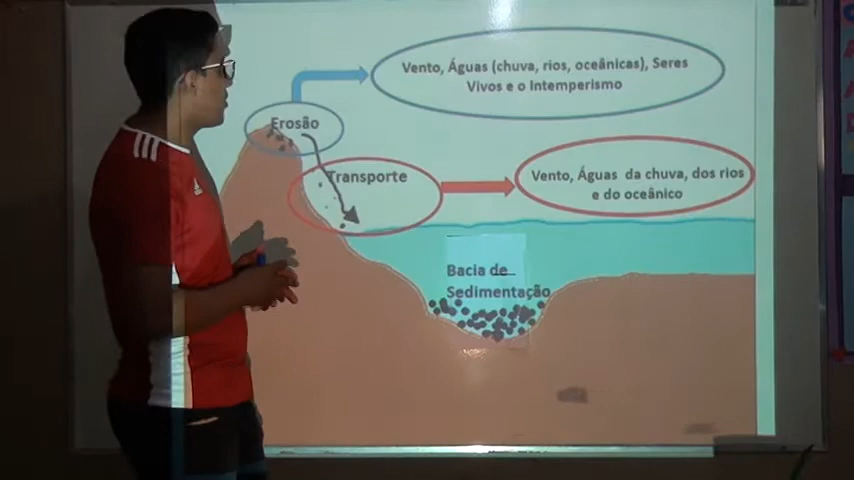 Vento, Águas (chuva, rios, oceânicas), Seres
Vivos e o Intemperismo
Erosão
Transporte
Vento, Águas da chuva, dos rios
e do oceânico
Bacia de
Sedimentação